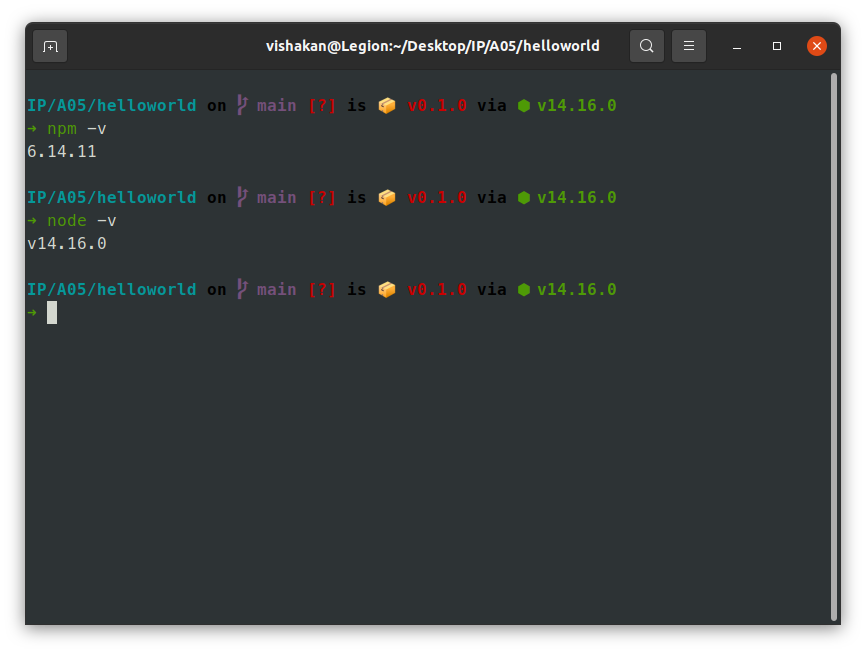 vishakan@Legion:~/Desktop/IP/A05/helloworld
IP/A05/helloworld on main [?] is 📦 v0.1.0 via ⬢ v14.16.0
➜ npm -v
6.14.11
IP/A05/helloworld on main [?] is 📦 v0.1.0 via ⬢ v14.16.0
➜ node -v
v14.16.0
IP/A05/helloworld on main [?] is 📦 v0.1.0 via ⬢ v14.16.0
➜